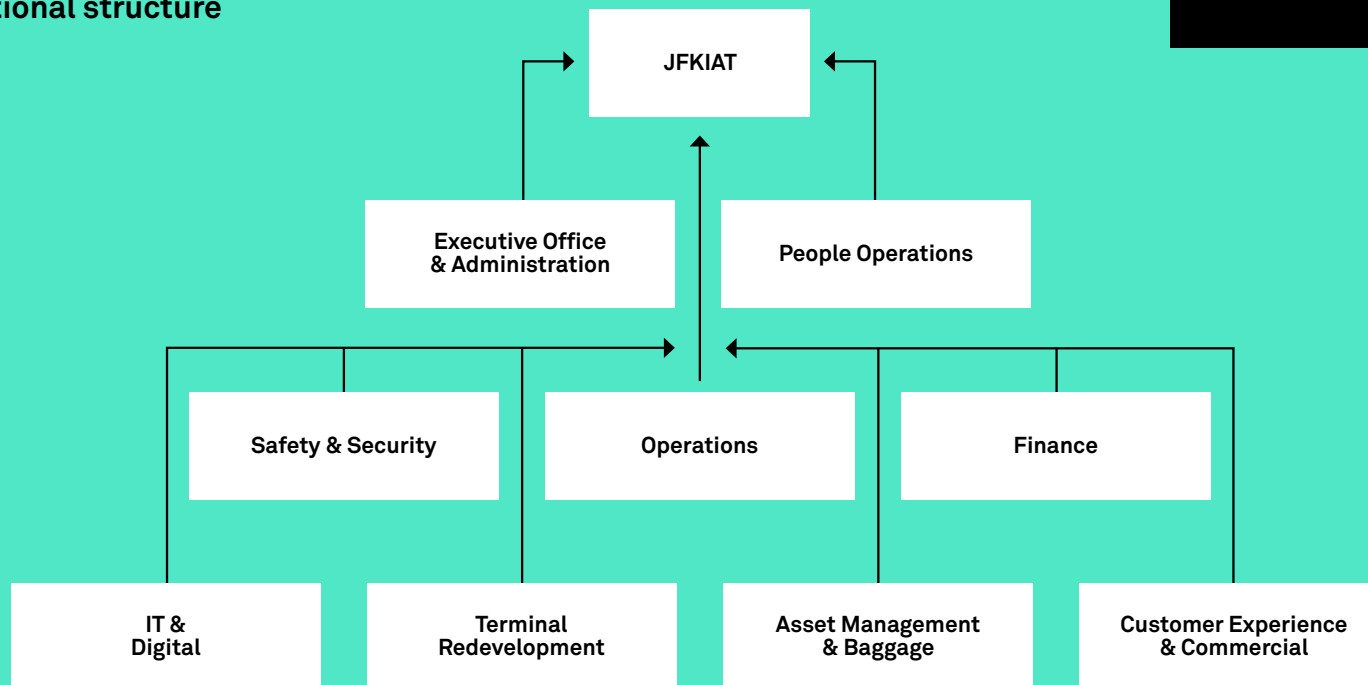 structure
JFKIAT
Executive Office
& Administration
People Operations
Safety & Security
Operations
Finance
IT &
Digital
Terminal
Redevelopment
Asset Management
& Baggage
Customer Experience
& Commercial